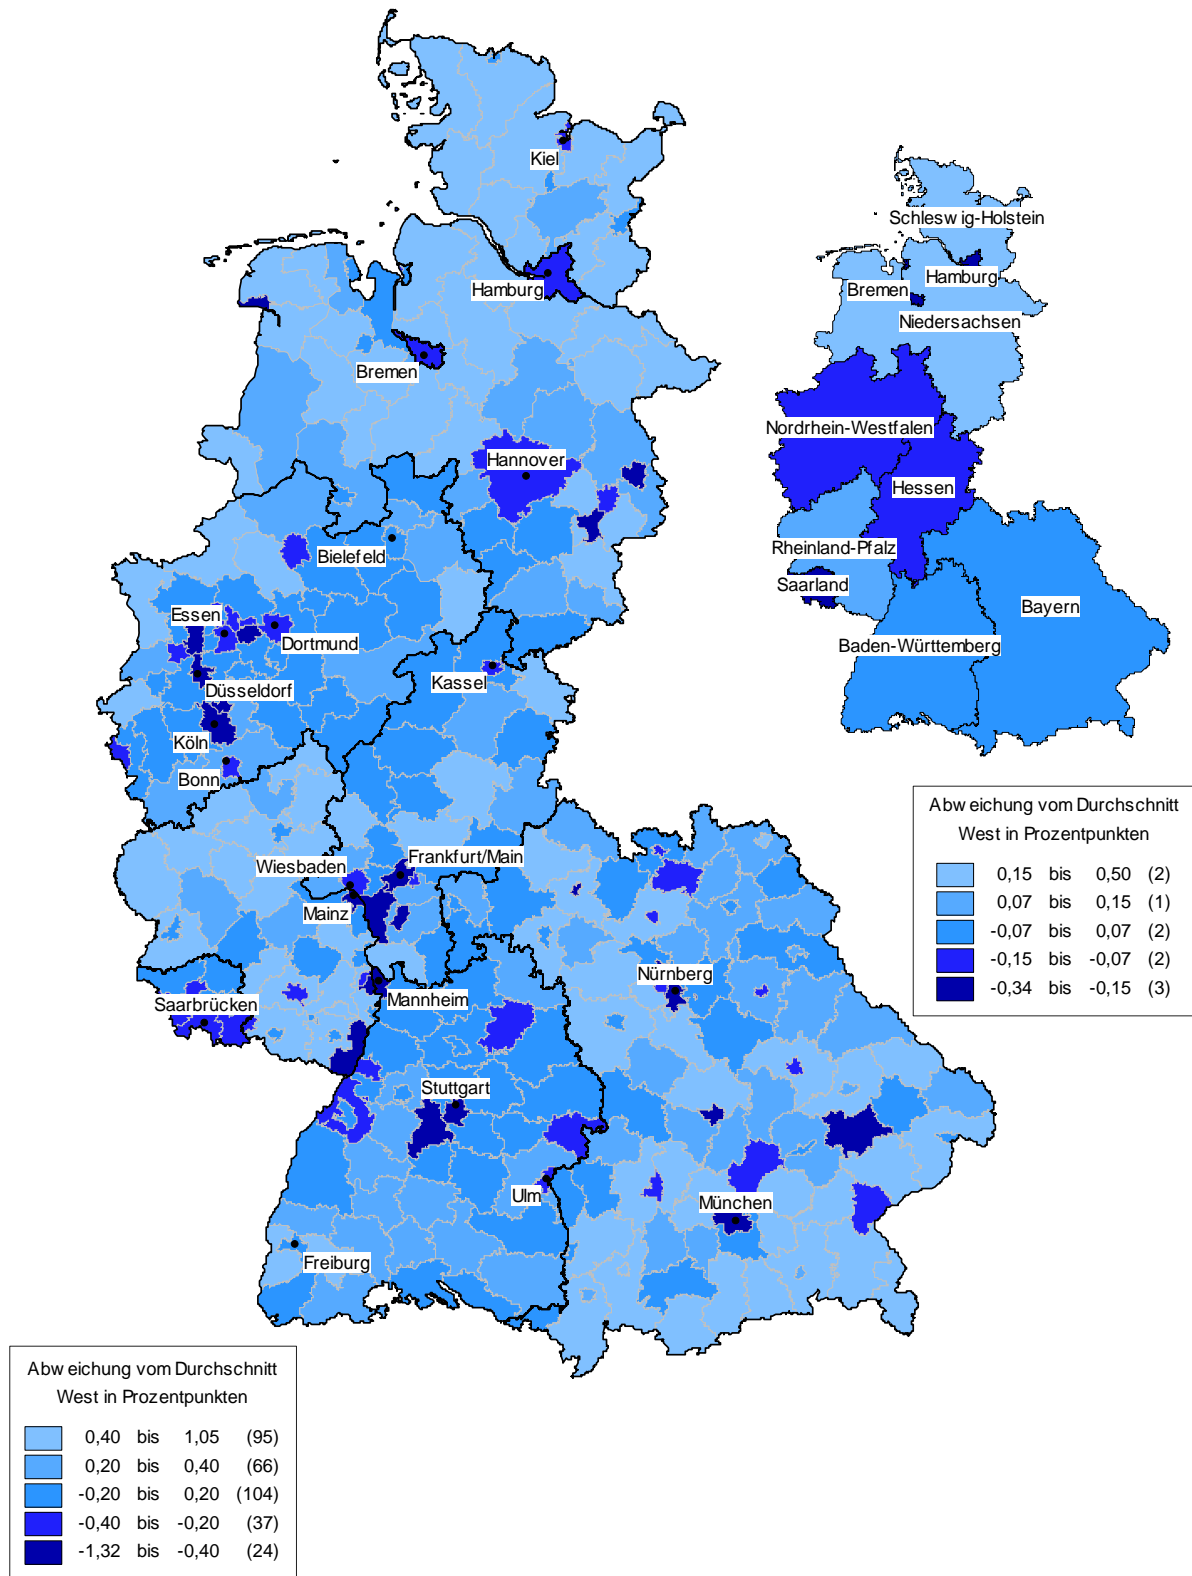 Kiel
Hamburg
Bremen
Hannover
Bielefeld
Essen
Dortmund
Düsseldorf
Kassel
Köln
Bonn
Wiesbaden
Frankfurt/Main
Mainz
Mannheim
Saarbrücken
Nürnberg
Stuttgart
Ulm
München
Freiburg
Schleswig-Holstein
Hamburg
Bremen
Niedersachsen
Nordrhein-Westfalen
Hessen
Rheinland-Pfalz
Saarland
Bayern
Baden-Württemberg
Abweichung vom Durchschnitt
West in Prozentpunkten
0,15 bis 0,50 (2)
0,07 bis 0,15 (1)
-0,07 bis 0,07 (2)
-0,15 bis -0,07 (2)
-0,34 bis -0,15 (3)
Abweichung vom Durchschnitt
West in Prozentpunkten
0,40 bis 1,05 (95)
0,20 bis 0,40 (66)
-0,20 bis 0,20 (104)
-0,40 bis -0,20 (37)
-1,32 bis -0,40 (24)